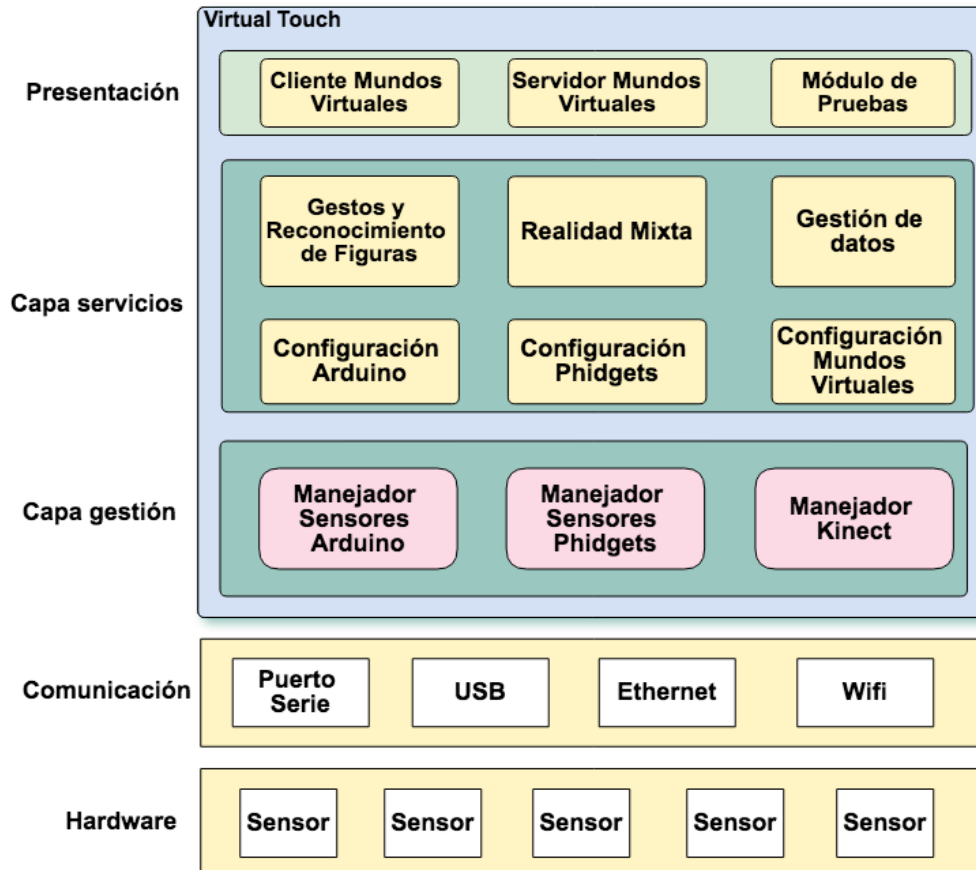 Virtual Touch
Presentación
Cliente Mundos
Virtuales
Servidor Mundos
Virtuales
Módulo de
Pruebas
Capa servicios
Gestos y
Reconocimiento
de Figuras
Realidad Mixta
Gestión de
datos
Configuración
Arduino
Configuración
Phidgets
Configuración
Mundos
Virtuales
Capa gestión
Manejador
Sensores
Arduino
Manejador
Sensores
Phidgets
Manejador
Kinect
Comunicación
Puerto
Serie
USB
Ethernet
Wifi
Hardware
Sensor
Sensor
Sensor
Sensor
Sensor